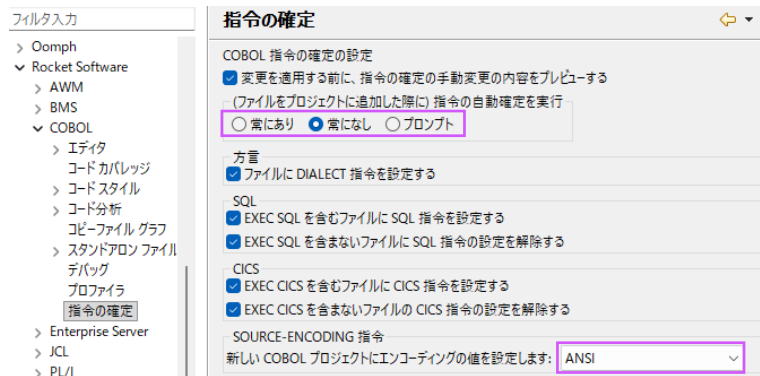 フィルタ入力
Oomph
Rocket Software
AWM
BMS
COBOL
エディタ
コード カバレッジ
コード スタイル
コード分析
コピーファイル グラフ
スタンドアロン ファイル
デバッグ
プロファイラ
指令の確定
Enterprise Server
JCL
PL/I
指令の確定
COBOL 指令の確定の設定
変更を適用する前に、指令の確定の手動変更の内容をプレビューする
(ファイルをプロジェクトに追加した際に) 指令の自動確定を実行
常にあり 常になし プロンプト
方言
ファイルに DIALECT 指令を設定する
SQL
EXEC SQL を含むファイルに SQL 指令を設定する
EXEC SQL を含まないファイルに SQL 指令の設定を解除する
CICS
EXEC CICS を含むファイルに CICS 指令を設定する
EXEC CICS を含まないファイルの CICS 指令の設定を解除する
SOURCE-ENCODING 指令
新しい COBOL プロジェクトにエンコーディングの値を設定します: ANSI